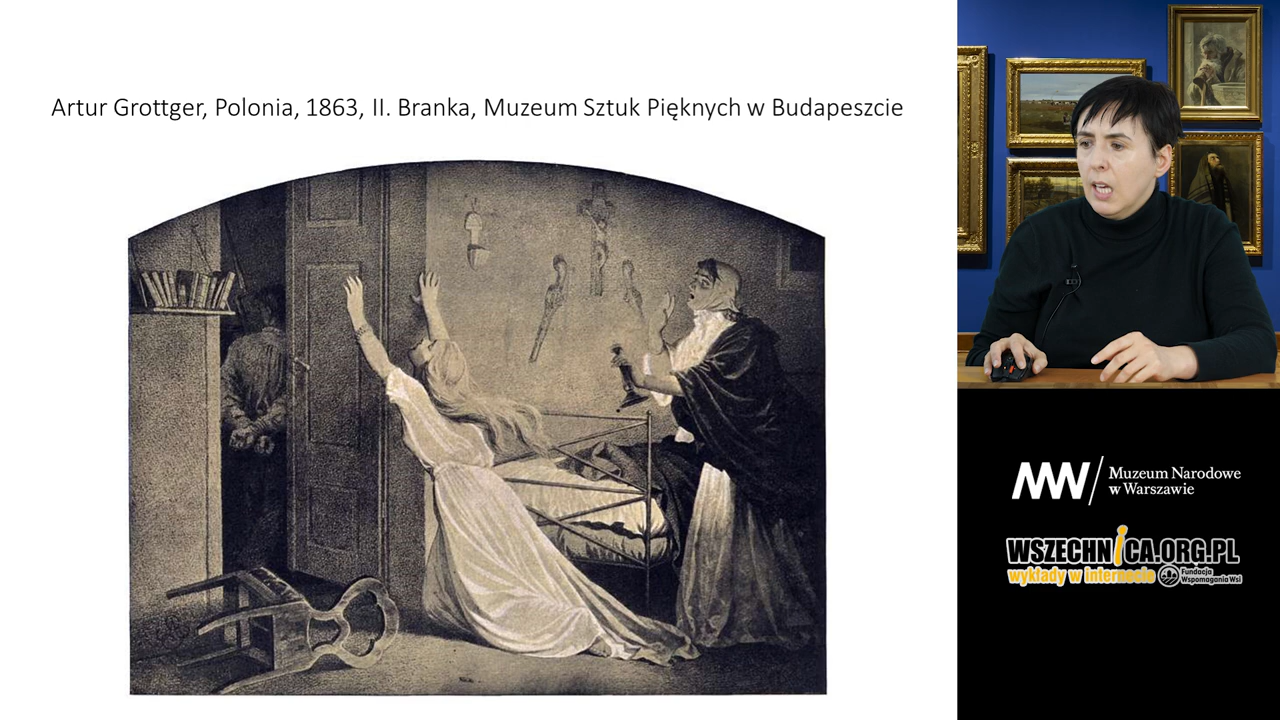 Artur Grottger, Polonia, 1863, II. Branka, Muzeum Sztuk Pięknych w Budapeszcie
MW/ Muzeum Narodowe
w Warszawie
WSZECHNiCA.ORG.PL
wykłady w internecie Fundacja
Wspomagania Wsi